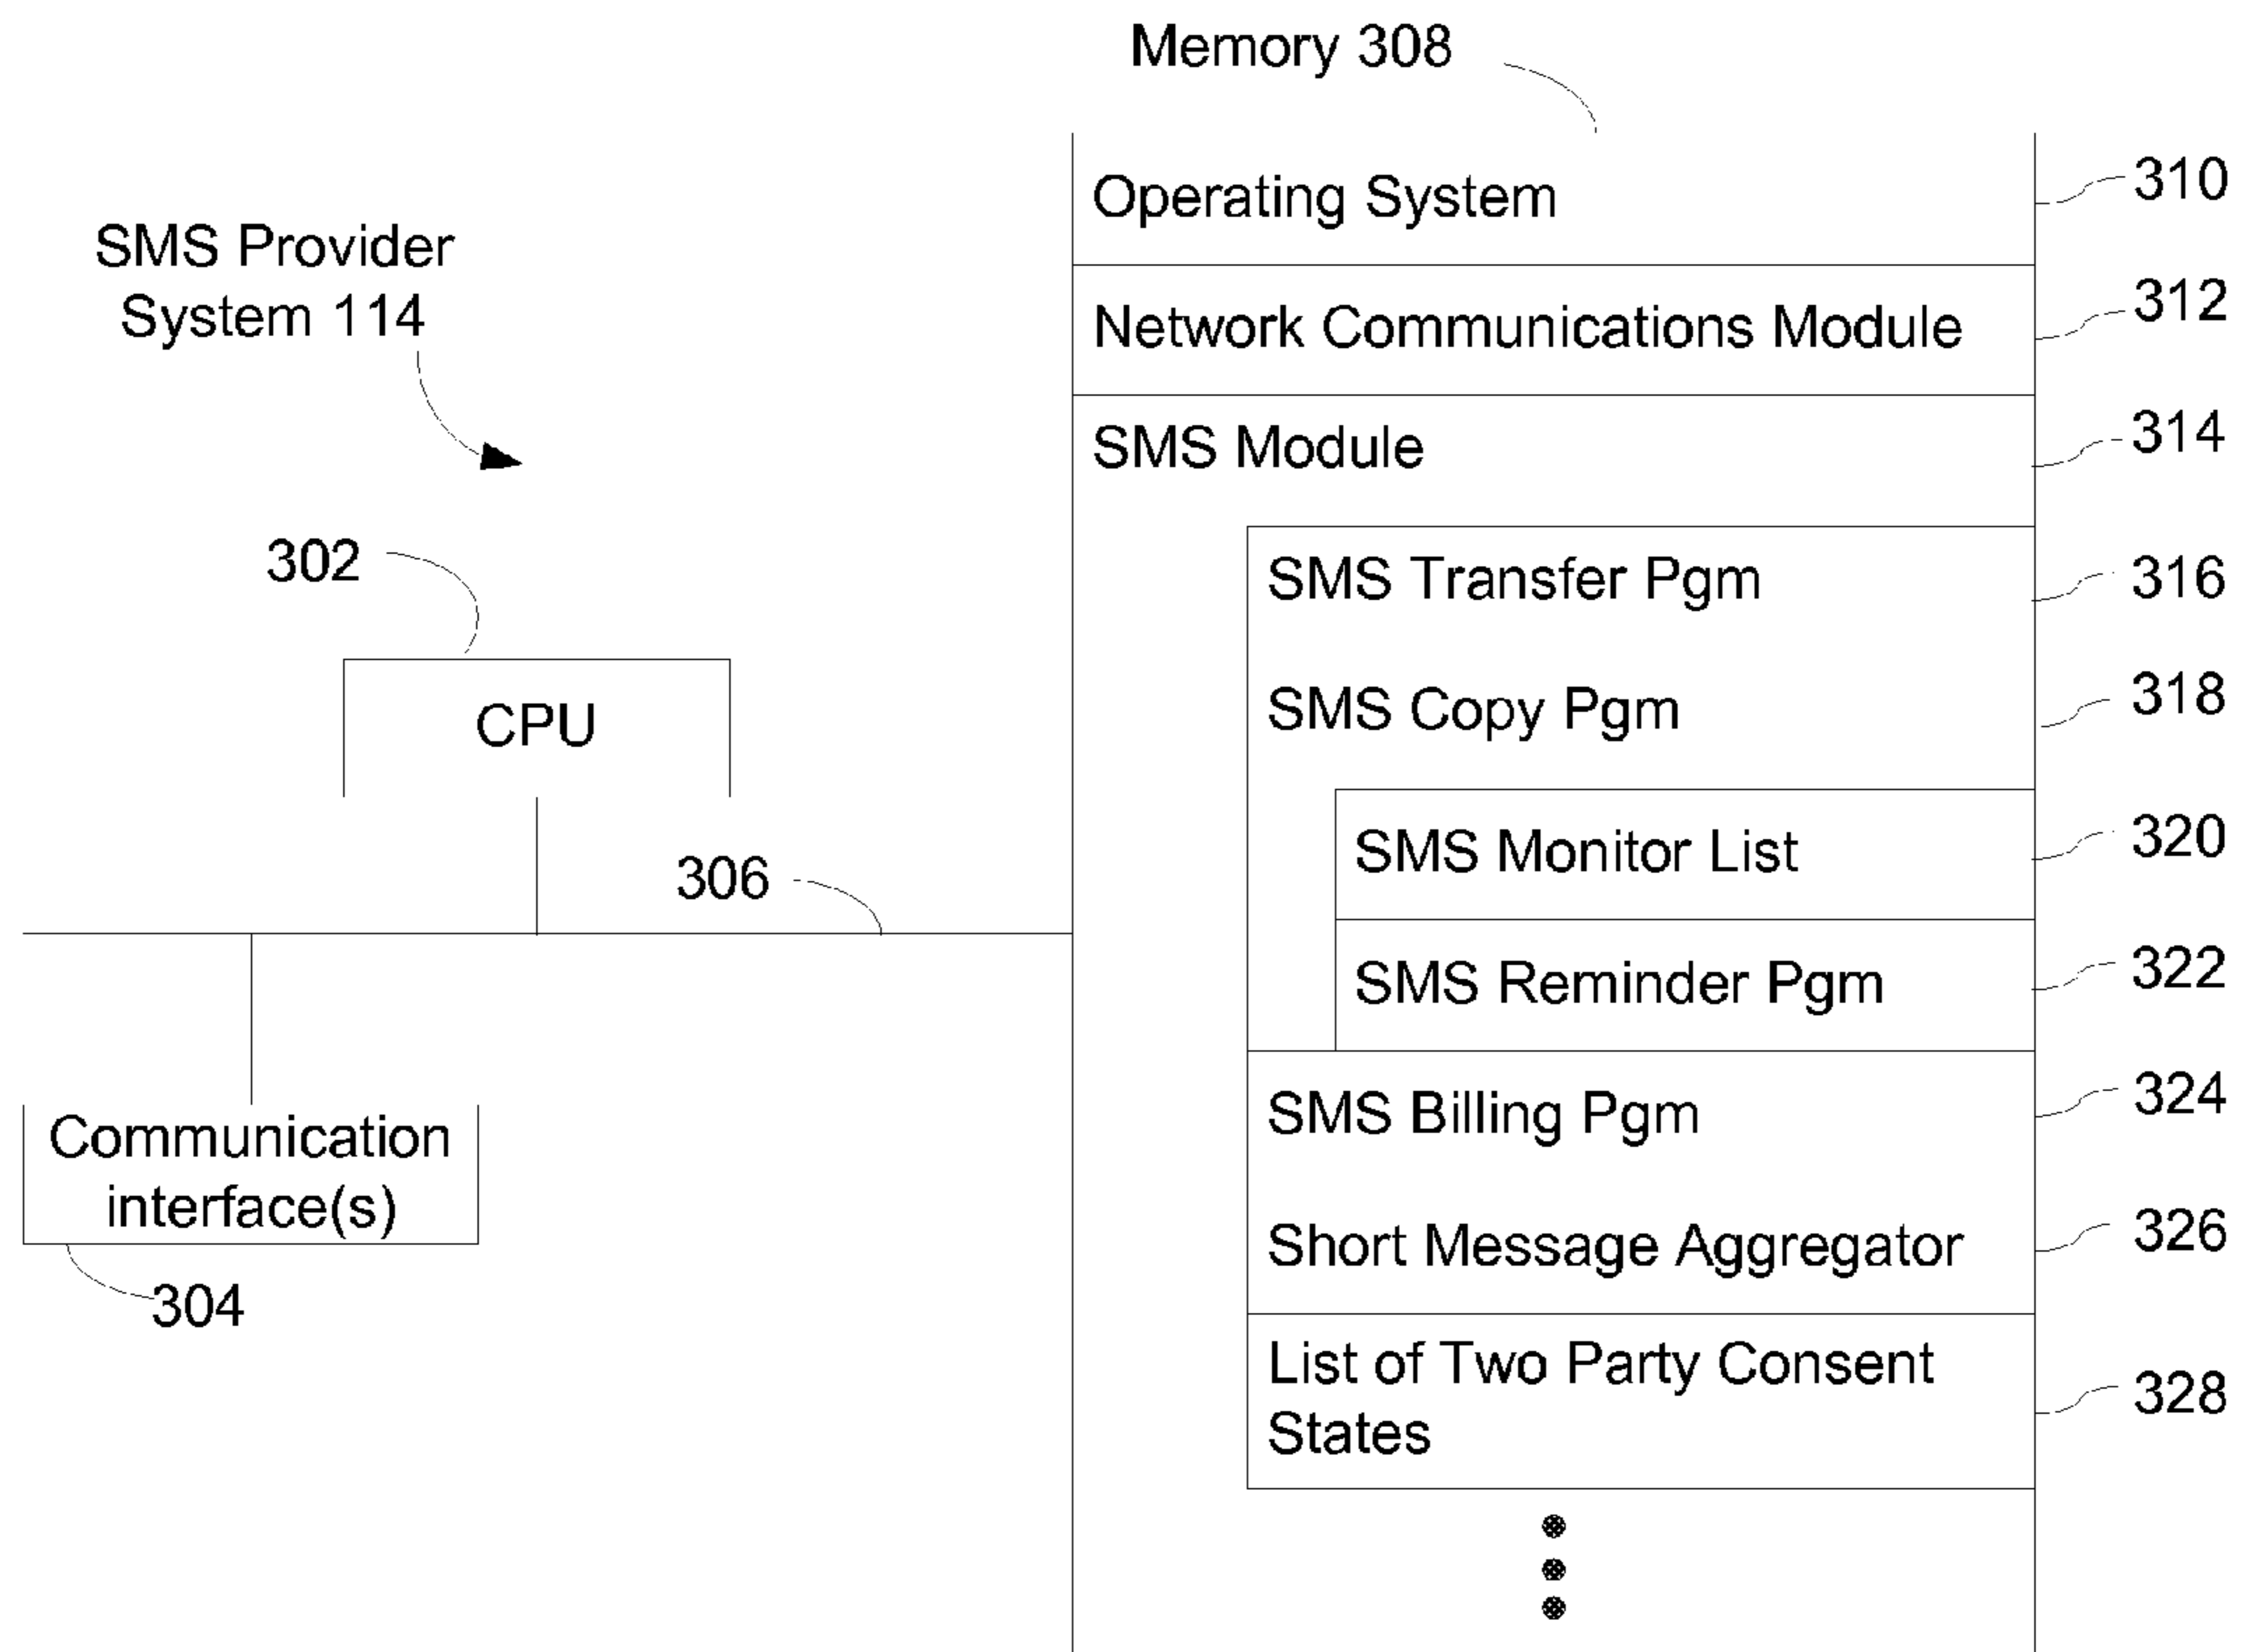 Memory 308
SMS Provider
System 114
302
CPU
306
Communication
interface(s)
304
Operating System
310
Network Communications Module
312
SMS Module
314
SMS Transfer Pgm
316
SMS Copy Pgm
318
SMS Monitor List
320
SMS Reminder Pgm
322
SMS Billing Pgm
324
Short Message Aggregator
326
List of Two Party Consent
States
328